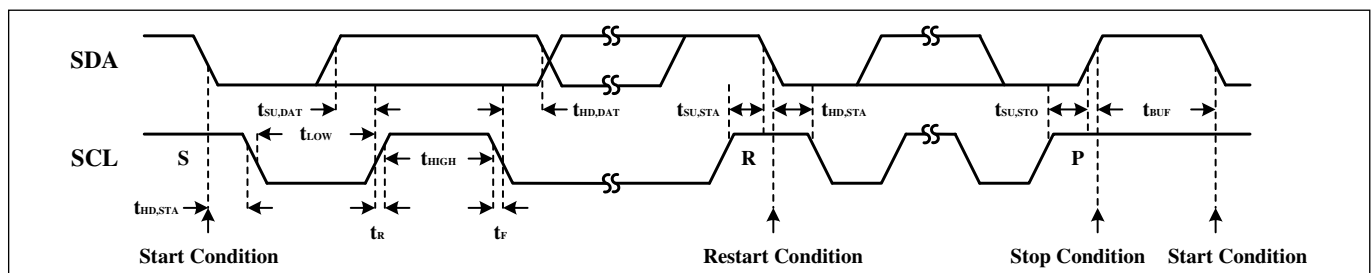 SDA
tSU,DAT tHD,DAT tSU,STA tHD,STA tSU,STO tBUF
tLOW
SCL S tHIGH R P
tHD,STA
tR tF
Start Condition Restart Condition Stop Condition Start Condition